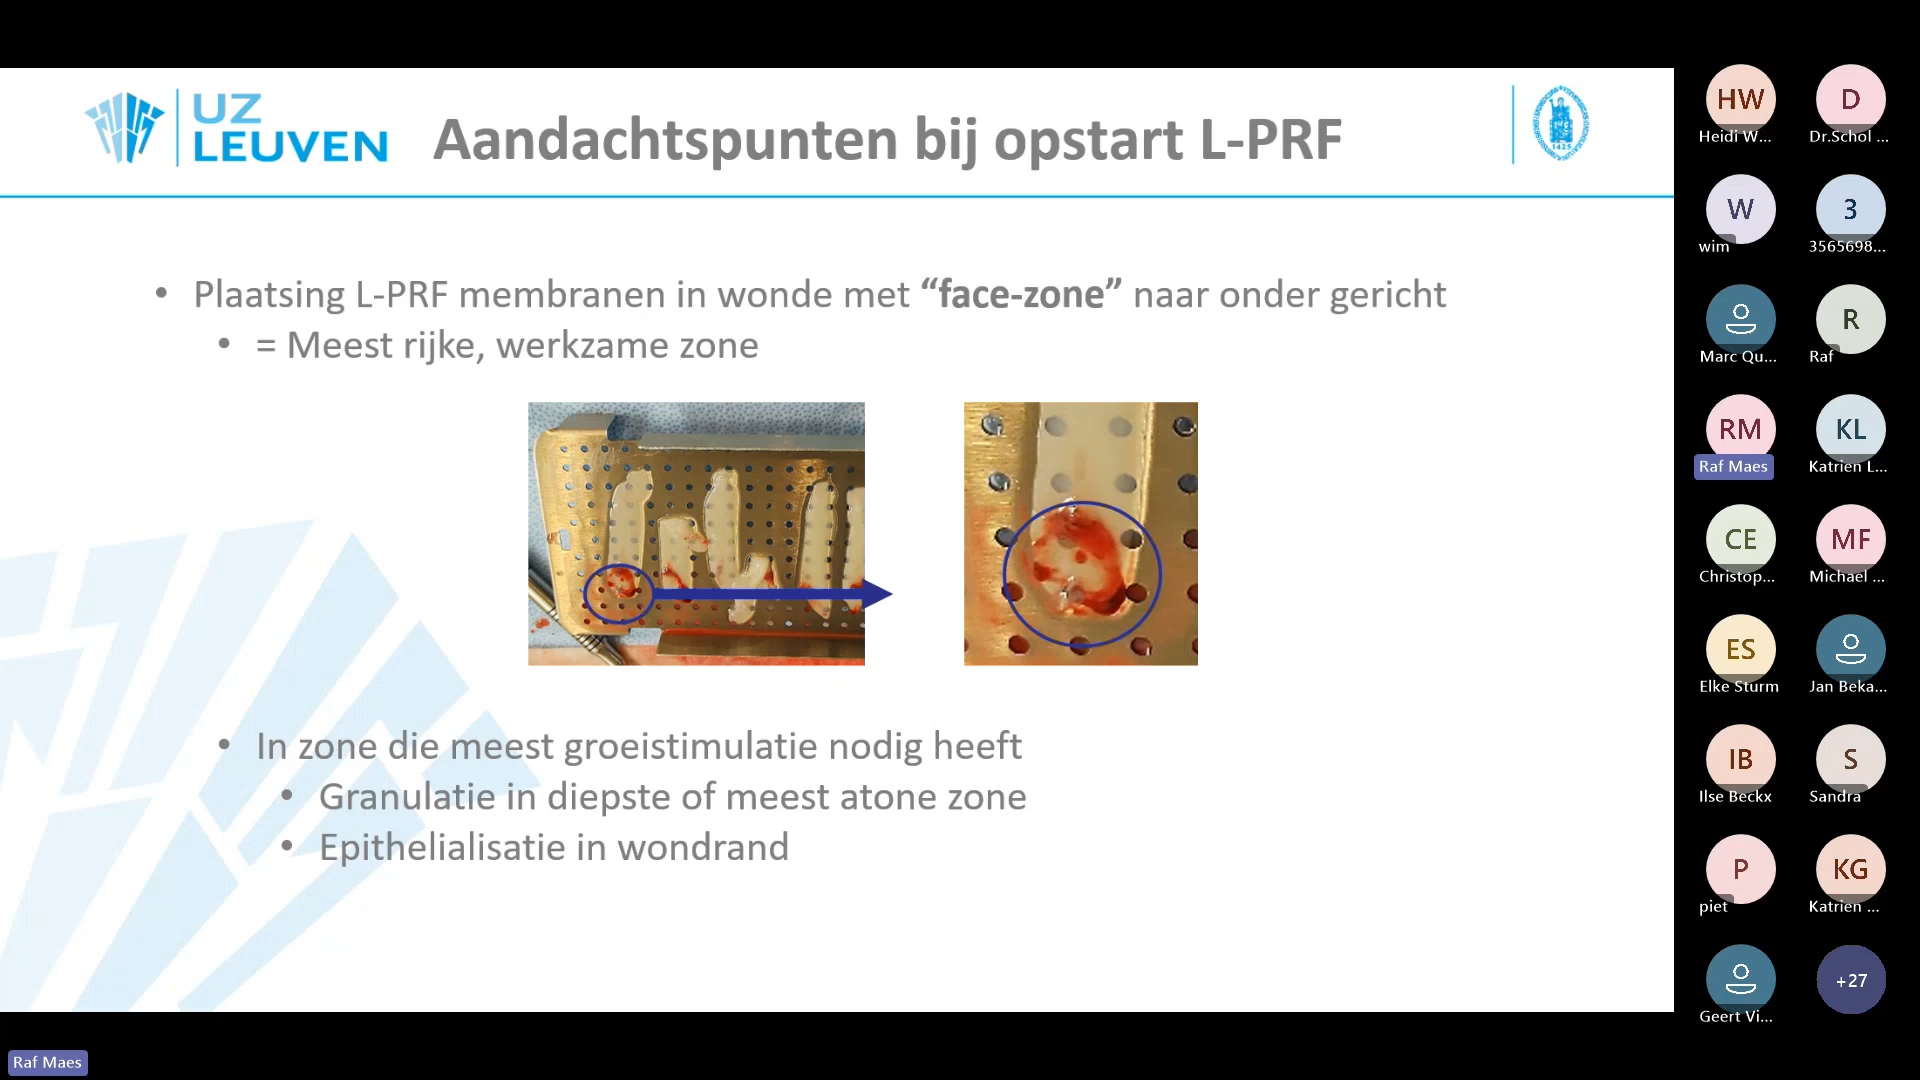 UZ
LEUVEN
Aandachtspunten bij opstart L-PRF
1425
• Plaatsing L-PRF membranen in wonde met “face-zone” naar onder gericht
• = Meest rijke, werkzame zone
• In zone die meest groeistimulatie nodig heeft
• Granulatie in diepste of meest atone zone
• Epithelialisatie in wondrand
HW
Heidi W...
D
Dr.Schol ...
W
wim
3
3565698...
Marc Qu...
R
Raf
RM
Raf Maes
KL
Katrien L...
CE
Christop...
MF
Michael ...
ES
Elke Sturm
Jan Beka...
IB
Ilse Beckx
S
Sandra
P
piet
KG
Katrien ...
Geert Vi...
+27
Raf Maes